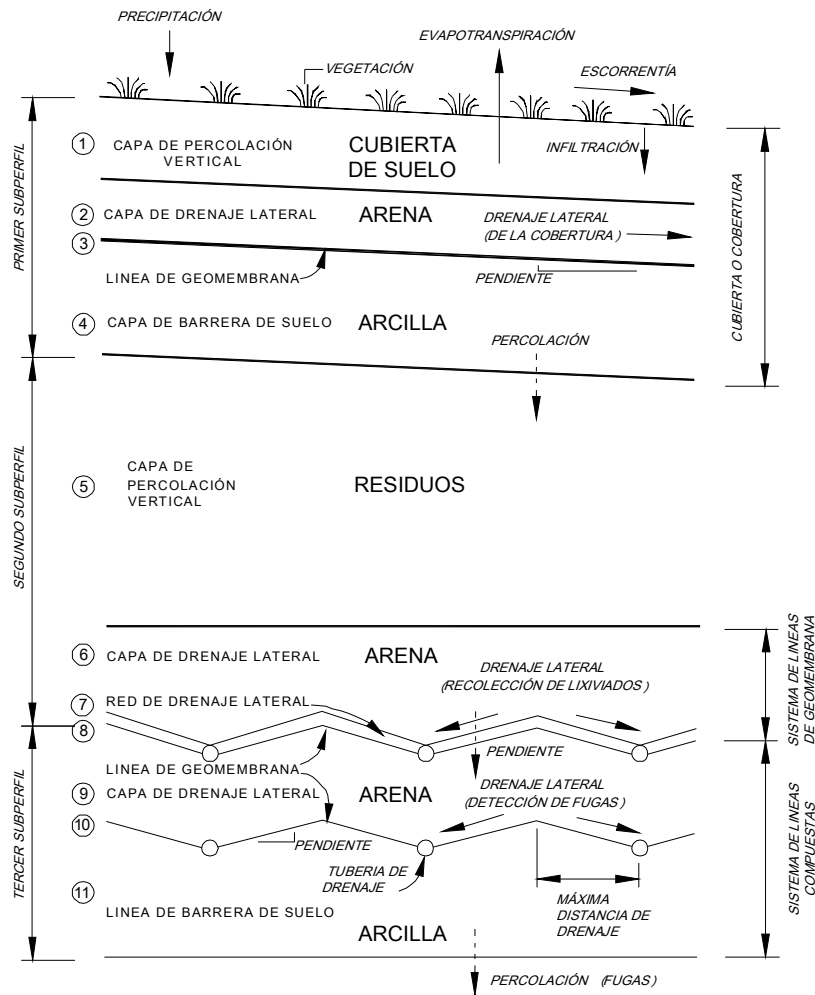 PRECIPITACIÓN
EVAPOTRANSPIRACIÓN
VEGETACIÓN
ESCORRENTÍA
1
CAPA DE PERCOLACIÓN
VERTICAL
CUBIERTA
DE SUELO
INFILTRACIÓN
2
CAPA DE DRENAJE LATERAL
ARENA
DRENAJE LATERAL
(DE LA COBERTURA )
3
LINEA DE GEOMEMBRANA
PENDIENTE
4
CAPA DE BARRERA DE SUELO
ARCILLA
PERCOLACIÓN
PRIMER SUBPERFIL
CUBIERTA O COBERTURA
5
CAPA DE
PERCOLACIÓN
VERTICAL
RESIDUOS
SEGUNDO SUBPERFIL
6
CAPA DE DRENAJE LATERAL
ARENA
DRENAJE LATERAL
(RECOLECCIÓN DE LIXIVIADOS )
7
RED DE DRENAJE LATERAL
8
PENDIENTE
SISTEMA DE LINEAS
DE GEOMEMBRANA
LINEA DE GEOMEMBRANA
9
CAPA DE DRENAJE LATERAL
ARENA
DRENAJE LATERAL
(DETECCIÓN DE FUGAS )
10
PENDIENTE
TUBERIA DE
DRENAJE
11
LINEA DE BARRERA DE SUELO
MÁXIMA
DISTANCIA DE
DRENAJE
ARCILLA
TERCER SUBPERFIL
SISTEMA DE LINEAS
COMPUESTAS
PERCOLACIÓN (FUGAS )